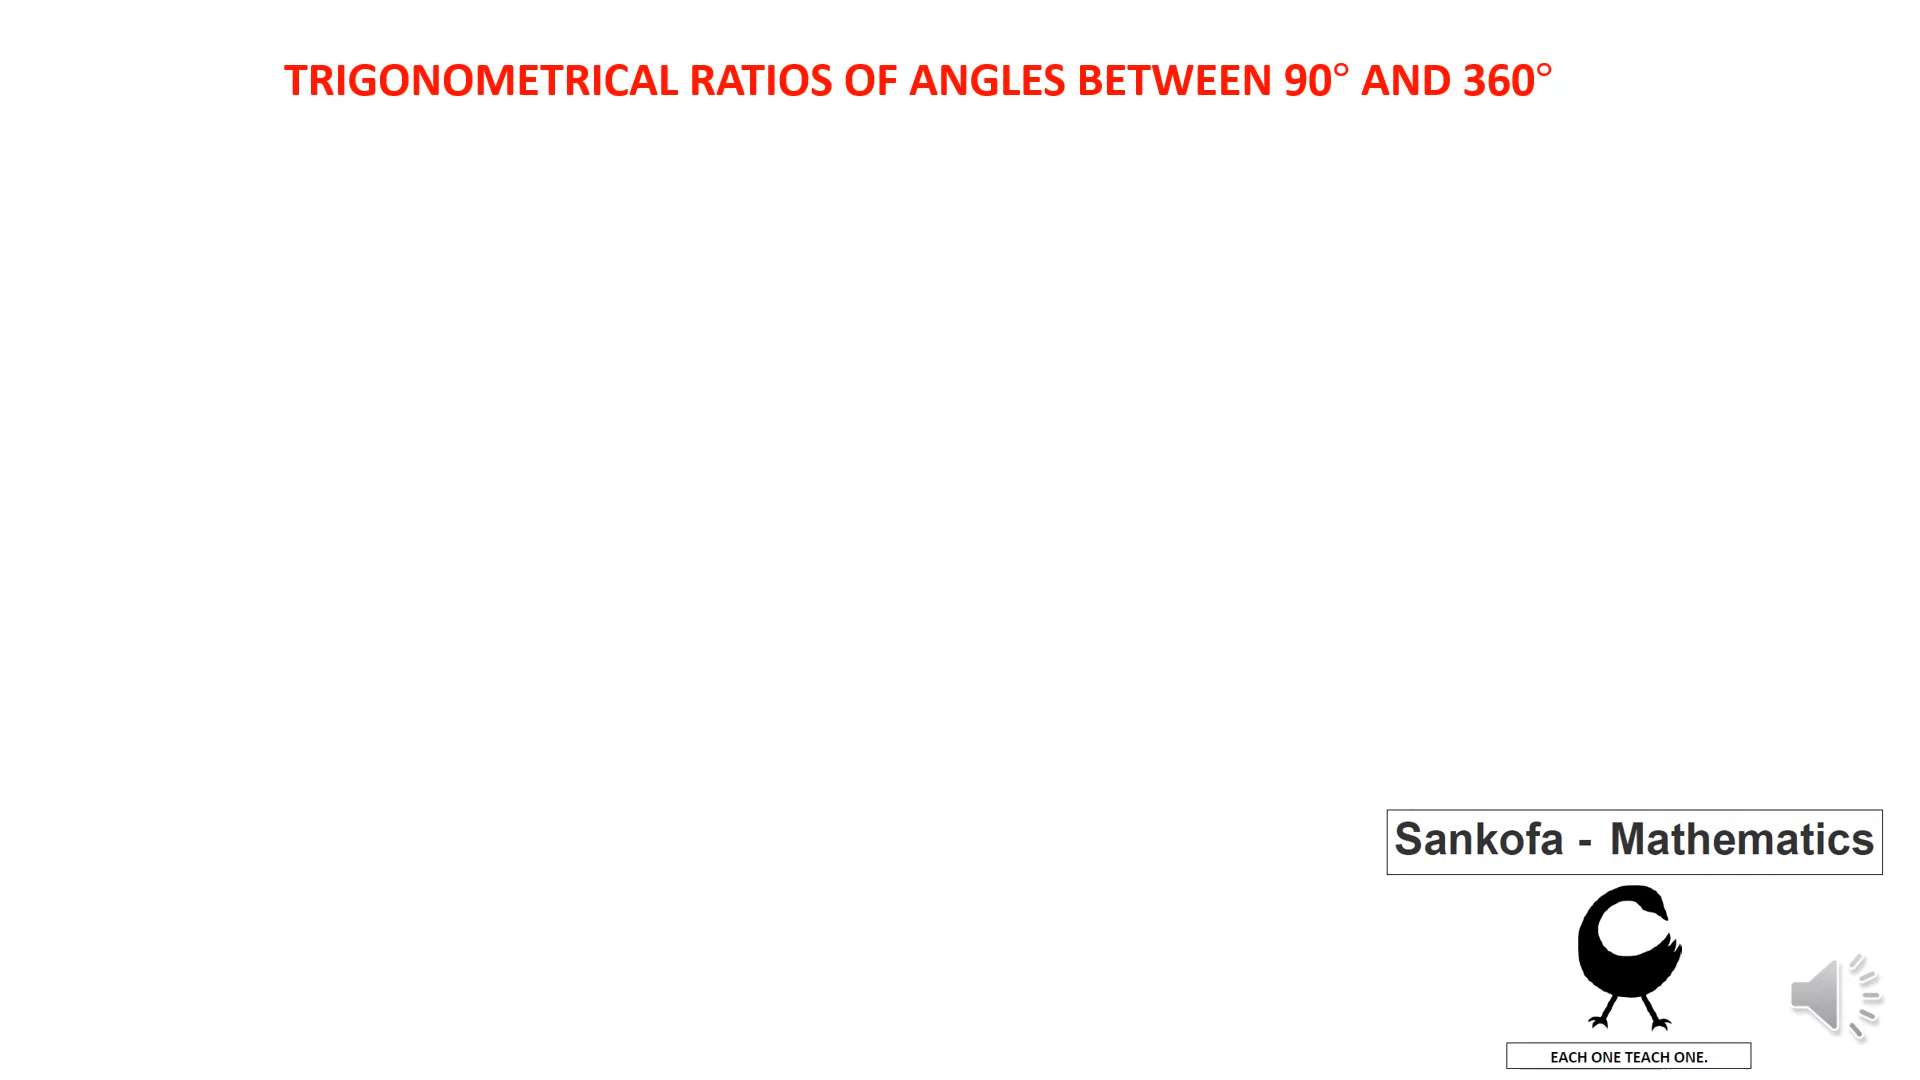 TRIGONOMETRICAL RATIOS OF ANGLES BETWEEN 90° AND 360°
Sankofa - Mathematics
EACH ONE TEACH ONE.